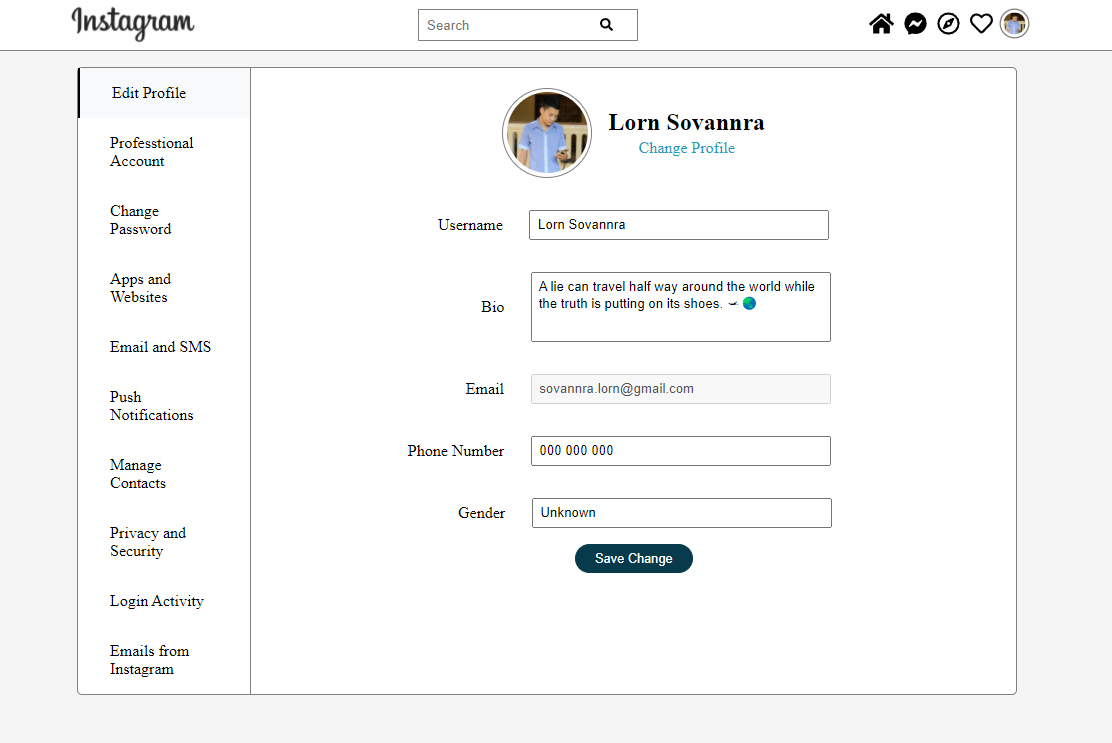 Instagram
Search
Edit Profile
Professtional
Account
Change
Password
Apps and
Websites
Email and SMS
Push
Notifications
Manage
Contacts
Privacy and
Security
Login Activity
Emails from
Instagram
Lorn Sovannra
Change Profile
Username
Lorn Sovannra
Bio
A lie can travel half way around the world while
the truth is putting on its shoes. 🛩 🌏
Email
sovannra.lorn@gmail.com
Phone Number
000 000 000
Gender
Unknown
Save Change